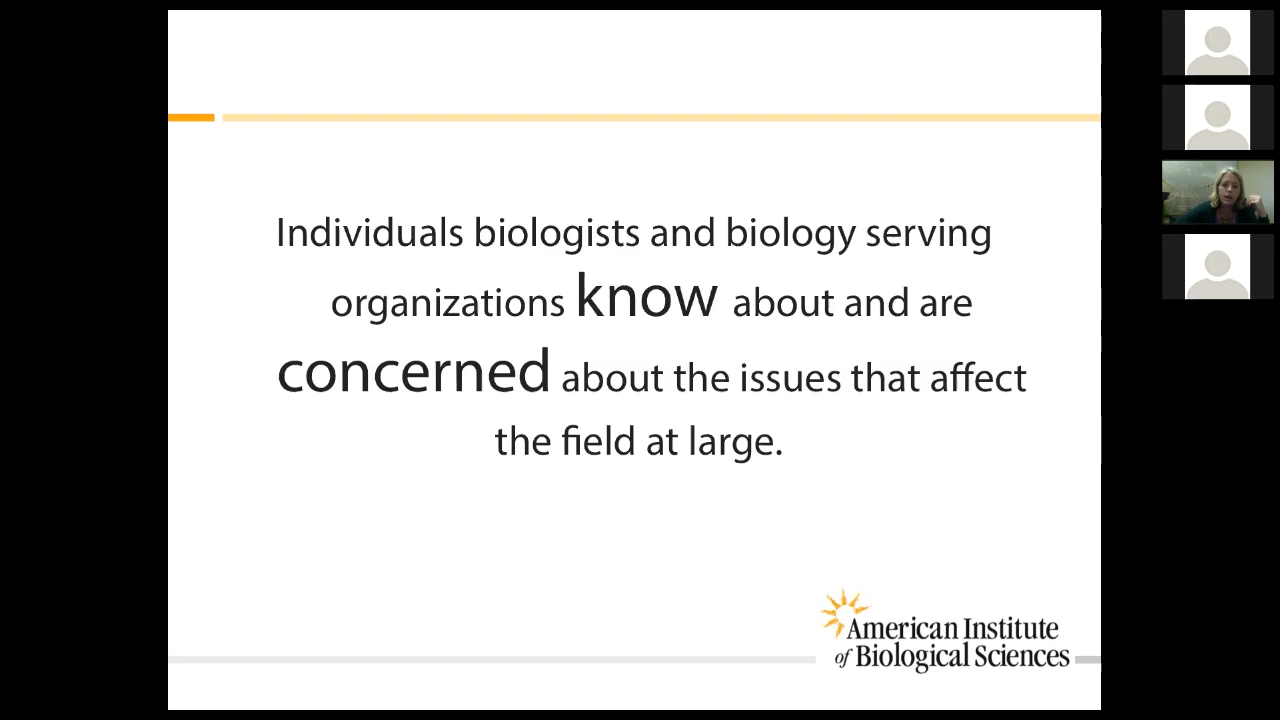 Individuals biologists and biology serving
organizations know about and are
concerned about the issues that affect
the field at large.
American Institute
of Biological Sciences